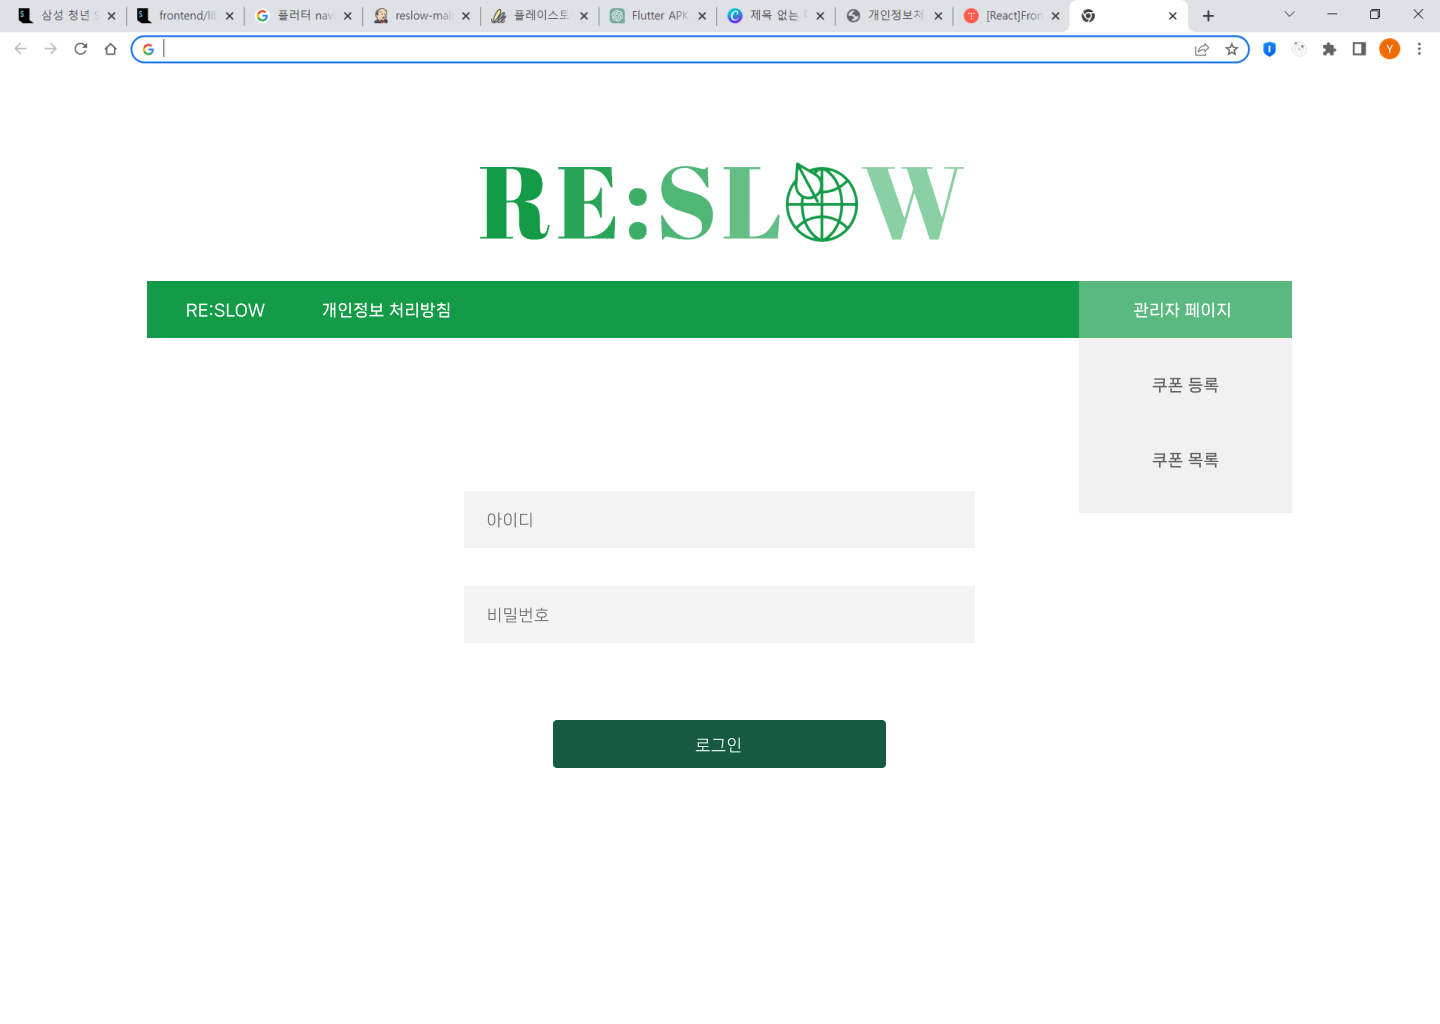 삼성 청년 S
frontend/lib
플러터 navi
reslow-mai
플레이스토
Flutter APK
제목 없는
개인정보처
[React]Fron
Y
RE:SLOW
RE:SLOW 개인정보 처리방침 관리자 페이지
쿠폰 등록
쿠폰 목록
아이디
비밀번호
로그인